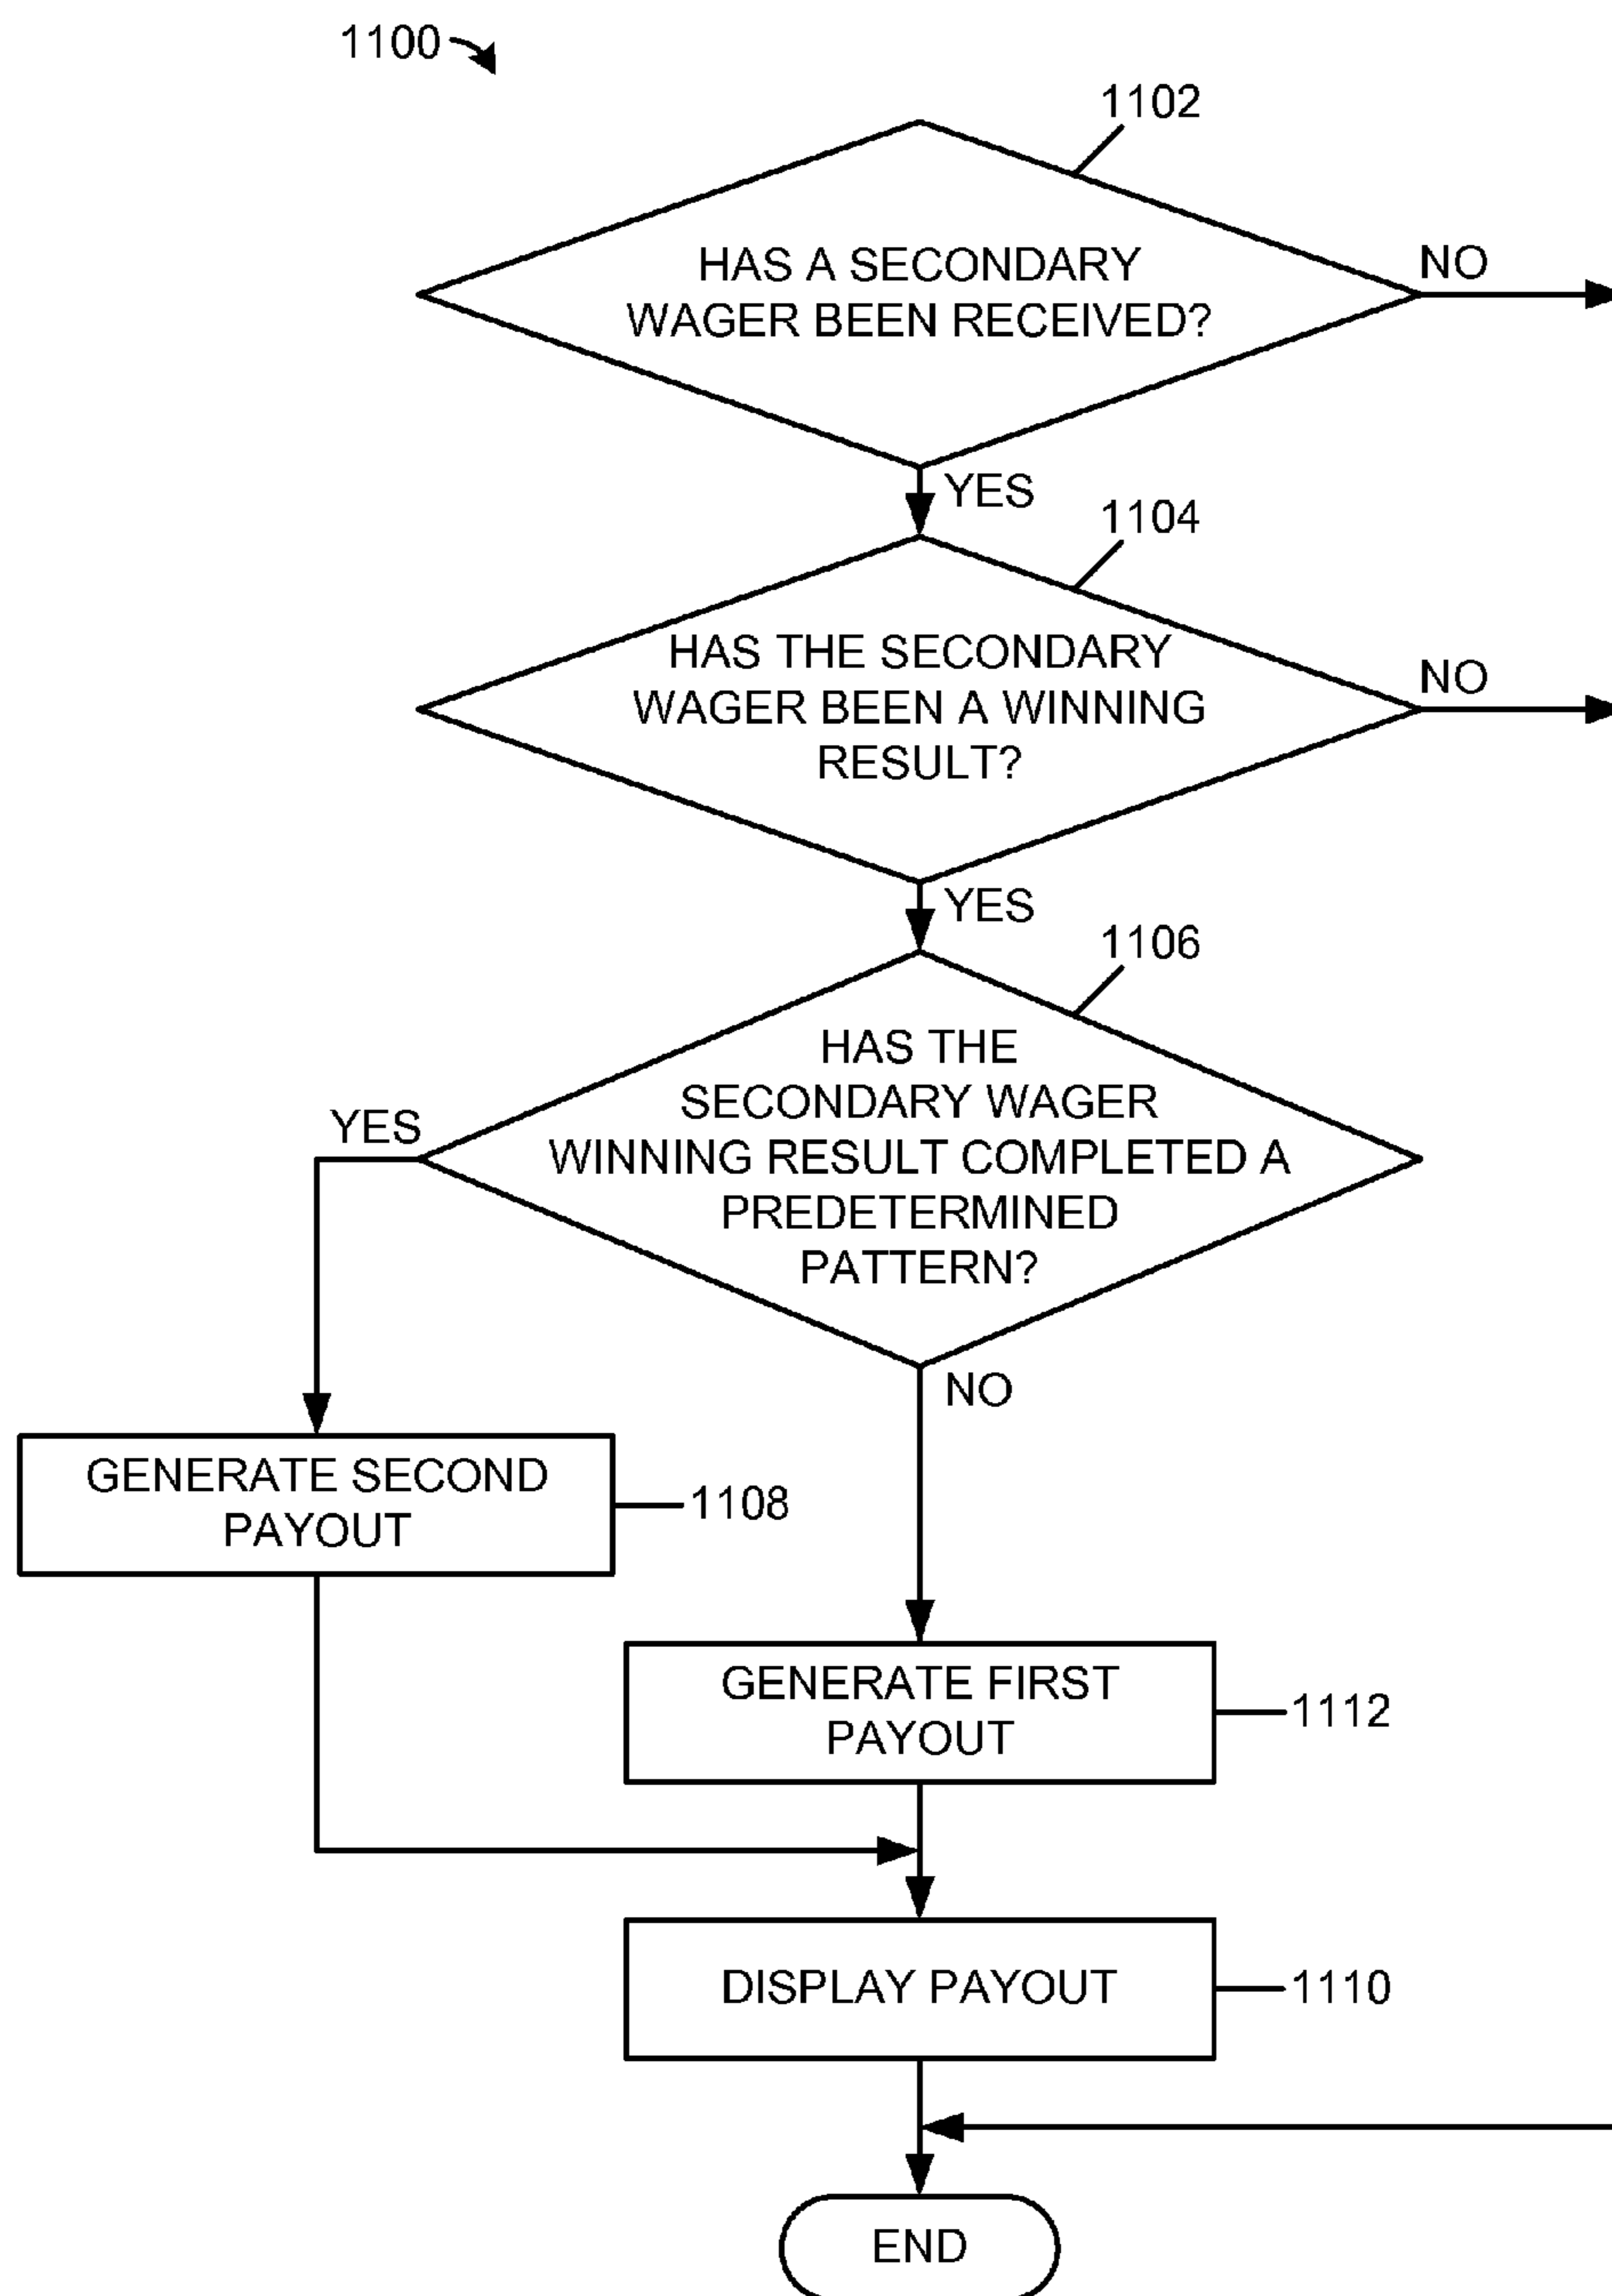 1100
1102
HAS A SECONDARY
WAGER BEEN RECEIVED?
NO
YES
1104
HAS THE SECONDARY
WAGER BEEN A WINNING
RESULT?
NO
YES
1106
HAS THE
SECONDARY WAGER
WINNING RESULT COMPLETED A
PREDETERMINED
PATTERN?
YES
NO
GENERATE SECOND
PAYOUT
1108
GENERATE FIRST
PAYOUT
1112
DISPLAY PAYOUT
1110
END